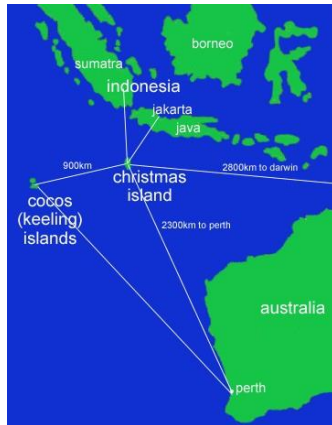 borneo
sumatra
indonesia
jakarta
java
900km
christmas
island
2800km to darwin
cocos
(keeling)
islands
2300km to perth
australia
perth